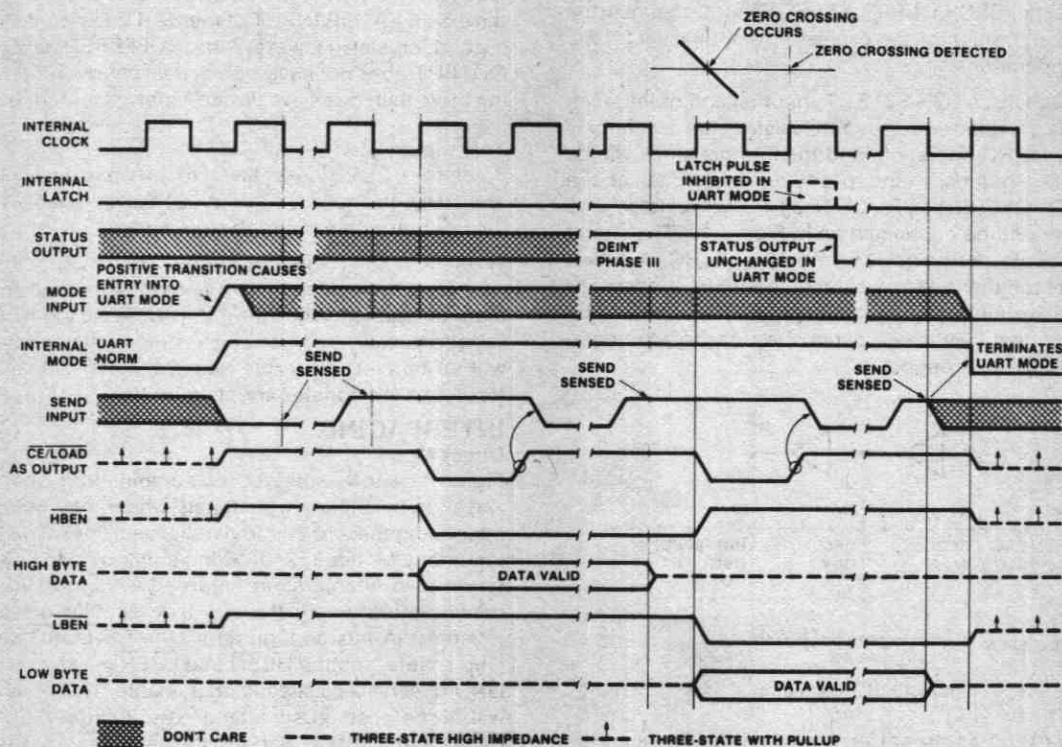 ZERO CROSSING
OCCURS
ZERO CROSSING DETECTED
INTERNAL
CLOCK
LATCH PULSE
INHIBITED IN
UART MODE
INTERNAL
LATCH
STATUS
OUTPUT
DEINT
PHASE III
STATUS OUTPUT
UNCHANGED IN
UART MODE
POSITIVE TRANSITION CAUSES
ENTRY INTO
UART MODE
MODE
INPUT
INTERNAL
MODE
UART
NORM
SEND
SENSED
SEND
SENSED
SEND
SENSED
TERMINATES
UART MODE
SEND
INPUT
CE/LOAD
AS OUTPUT
HBEN
HIGH BYTE
DATA
DATA VALID
LBEN
LOW BYTE
DATA
DATA VALID
DON'T CARE
THREE-STATE HIGH IMPEDANCE
THREE-STATE WITH PULLUP